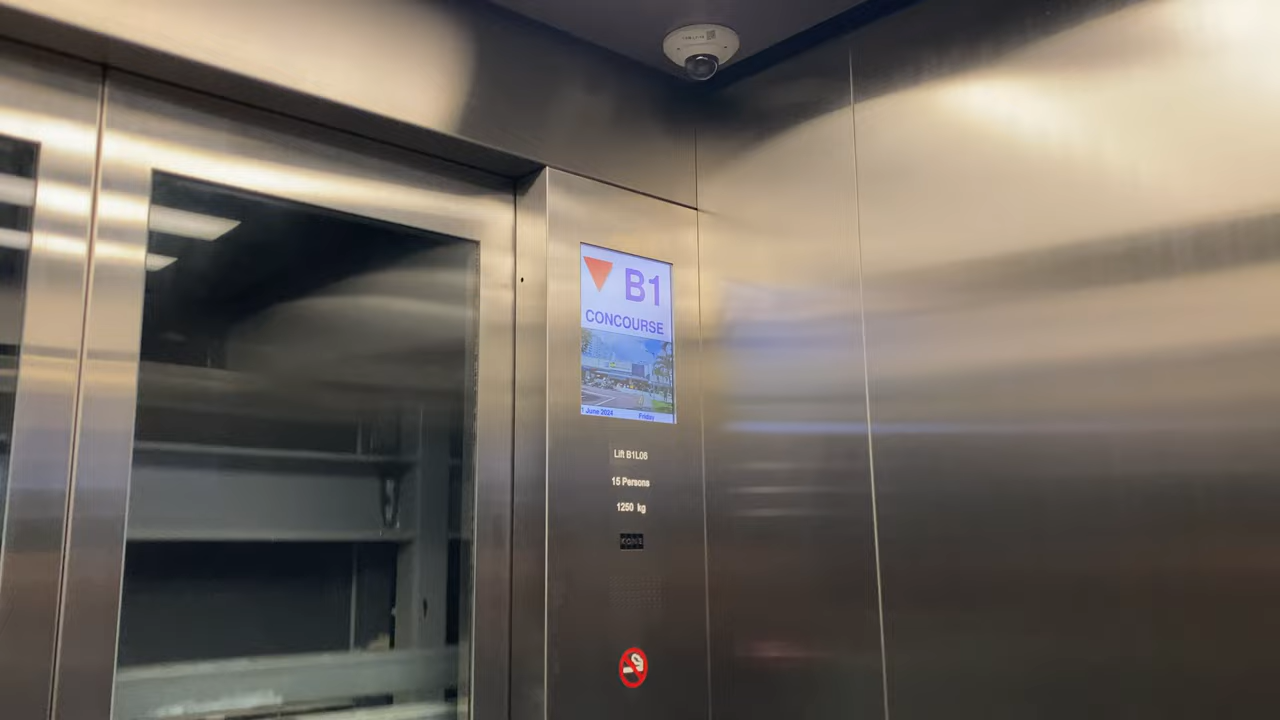 B1
CONCOURSE
1 June 2024 Friday
Lift B1L06
15 Persons
1250 kg
KONE